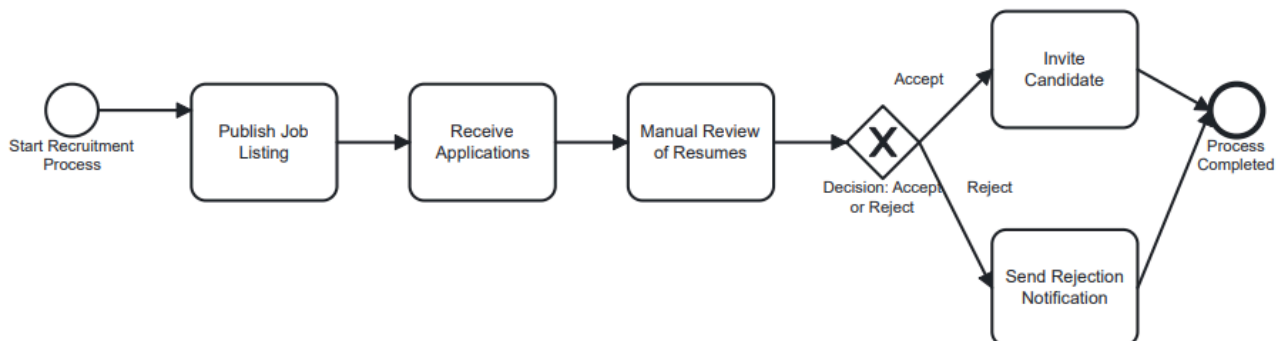 Start Recruitment
Process
Publish Job
Listing
Receive
Applications
Manual Review
of Resumes
Decision: Accept
or Reject
Accept
Reject
Invite
Candidate
Send Rejection
Notification
Process
Completed